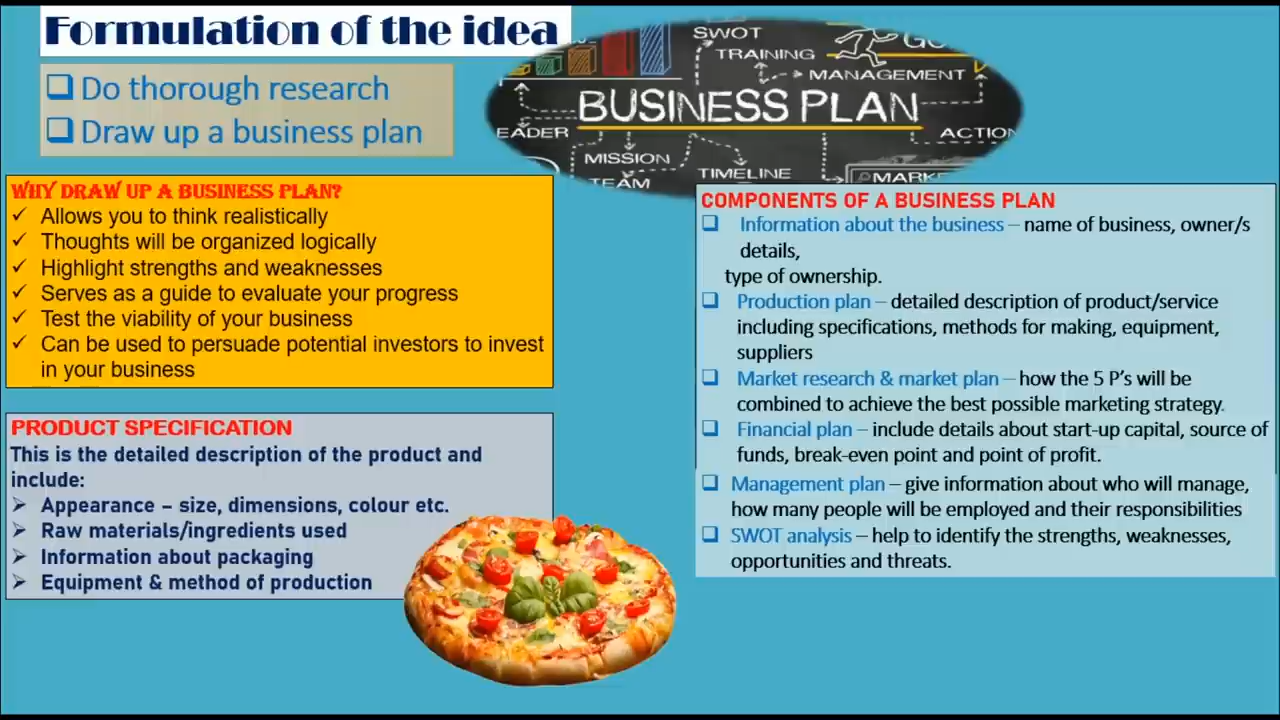 Formulation of the idea
Do thorough research
Draw up a business plan
SWOT
TRAINING
MANAGEMENT
BUSINESS PLAN
EADER
ACTION
MISSION
TEAM
TIMELINE
WHY DRAW UP A BUSINESS PLAN?
Allows you to think realistically
Thoughts will be organized logically
Highlight strengths and weaknesses
Serves as a guide to evaluate your progress
Test the viability of your business
Can be used to persuade potential investors to invest
in your business
PRODUCT SPECIFICATION
This is the detailed description of the product and
include:
Appearance – size, dimensions, colour etc.
Raw materials/ingredients used
Information about packaging
Equipment & method of production
COMPONENTS OF A BUSINESS PLAN
Information about the business – name of business, owner/s
details,
type of ownership.
Production plan – detailed description of product/service
including specifications, methods for making, equipment,
suppliers
Market research & market plan – how the 5 P's will be
combined to achieve the best possible marketing strategy.
Financial plan – include details about start-up capital, source of
funds, break-even point and point of profit.
Management plan – give information about who will manage,
how many people will be employed and their responsibilities
SWOT analysis – help to identify the strengths, weaknesses,
opportunities and threats.